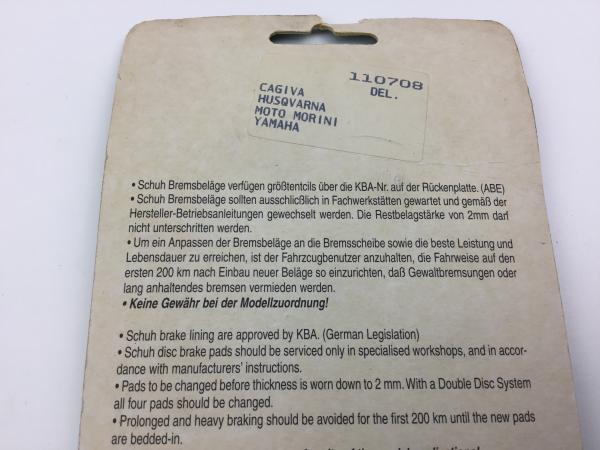 110708
DEL.
CAGIVA
HUSQVARNA
MOTO MORINI
YAMAHA
• Schuh Bremsbeläge verfügen größtentcils über die KBA-Nr. auf der Rückenplatte. (ABE)
• Schuh Bremsbeläge sollten ausschlißlich in Fachwerkstätten gewartet und gemäß der
Hersteller-Betriebsanleitungen gewechselt werden. Die Restbelagstärke von 2mm darf
nicht unterschritten werden.
• Um ein Anpassen der Bremsbeläge an die Bremsscheibe sowie die beste Leistung und
Lebensdauer zu erreichen, ist der Fahrzcugbenutzer anzuhalten, die Fahrweise auf den
ersten 200 km nach Einbau neuer Beläge so einzurichten, daß Gewaltbremsungen oder
lang anhaltendes bremsen vermieden werden.
• Keine Gewähr bei der Modellzuordnung!
• Schuh brake lining are approved by KBA. (German Legislation)
• Schuh disc brake pads should be serviced only in specialised workshops, and in accor-
dance with manufacturers' instructions.
• Pads to be changed before thickness is worn down to 2 mm. With a Double Disc System
all four pads should be changed.
• Prolonged and heavy braking should be avoided for the first 200 km until the new pads
are bedded-in.